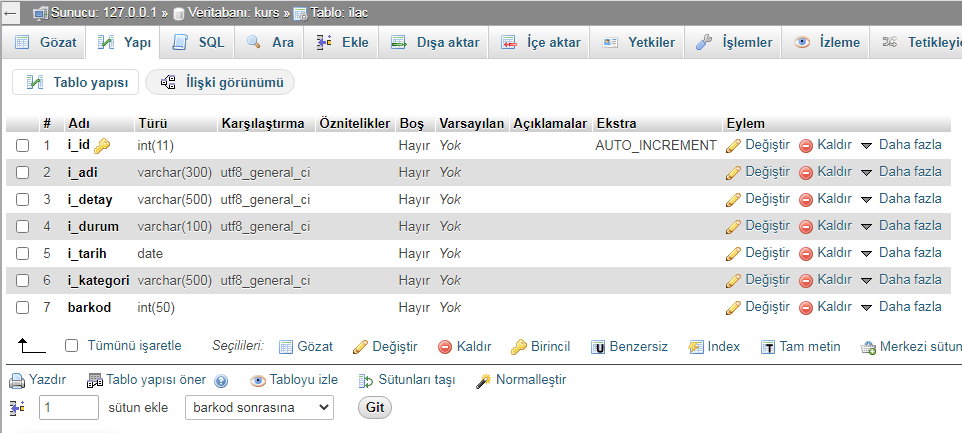 ← Sunucu: 127.0.0.1 » Veritabanı: kurs » Tablo: ilac
Gözat Yapı SQL Ara Ekle Dışa aktar İçe aktar Yetkiler İşlemler İzleme Tetikleyic
Tablo yapısı İlişki görünümü
# Adı Türü Karşılaştırma Öznitelikler Boş Varsayılan Açıklamalar Ekstra Eylem
1 i_id int(11) Hayır Yok AUTO_INCREMENT Değiştir Kaldır Daha fazla
2 i_adi varchar(300) utf8_general_ci Hayır Yok Değiştir Kaldır Daha fazla
3 i_detay varchar(500) utf8_general_ci Hayır Yok Değiştir Kaldır Daha fazla
4 i_durum varchar(100) utf8_general_ci Hayır Yok Değiştir Kaldır Daha fazla
5 i_tarih date Hayır Yok Değiştir Kaldır Daha fazla
6 i_kategori varchar(500) utf8_general_ci Hayır Yok Değiştir Kaldır Daha fazla
7 barkod int(50) Hayır Yok Değiştir Kaldır Daha fazla
Tümünü işaretle Seçilileri: Gözat Değiştir Kaldır Birincil Benzersiz Index Tam metin Merkezi sütun
Yazdır Tablo yapısı öner Tabloyu izle Sütunları taşı Normalleştir
1 sütun ekle barkod sonrasına Git